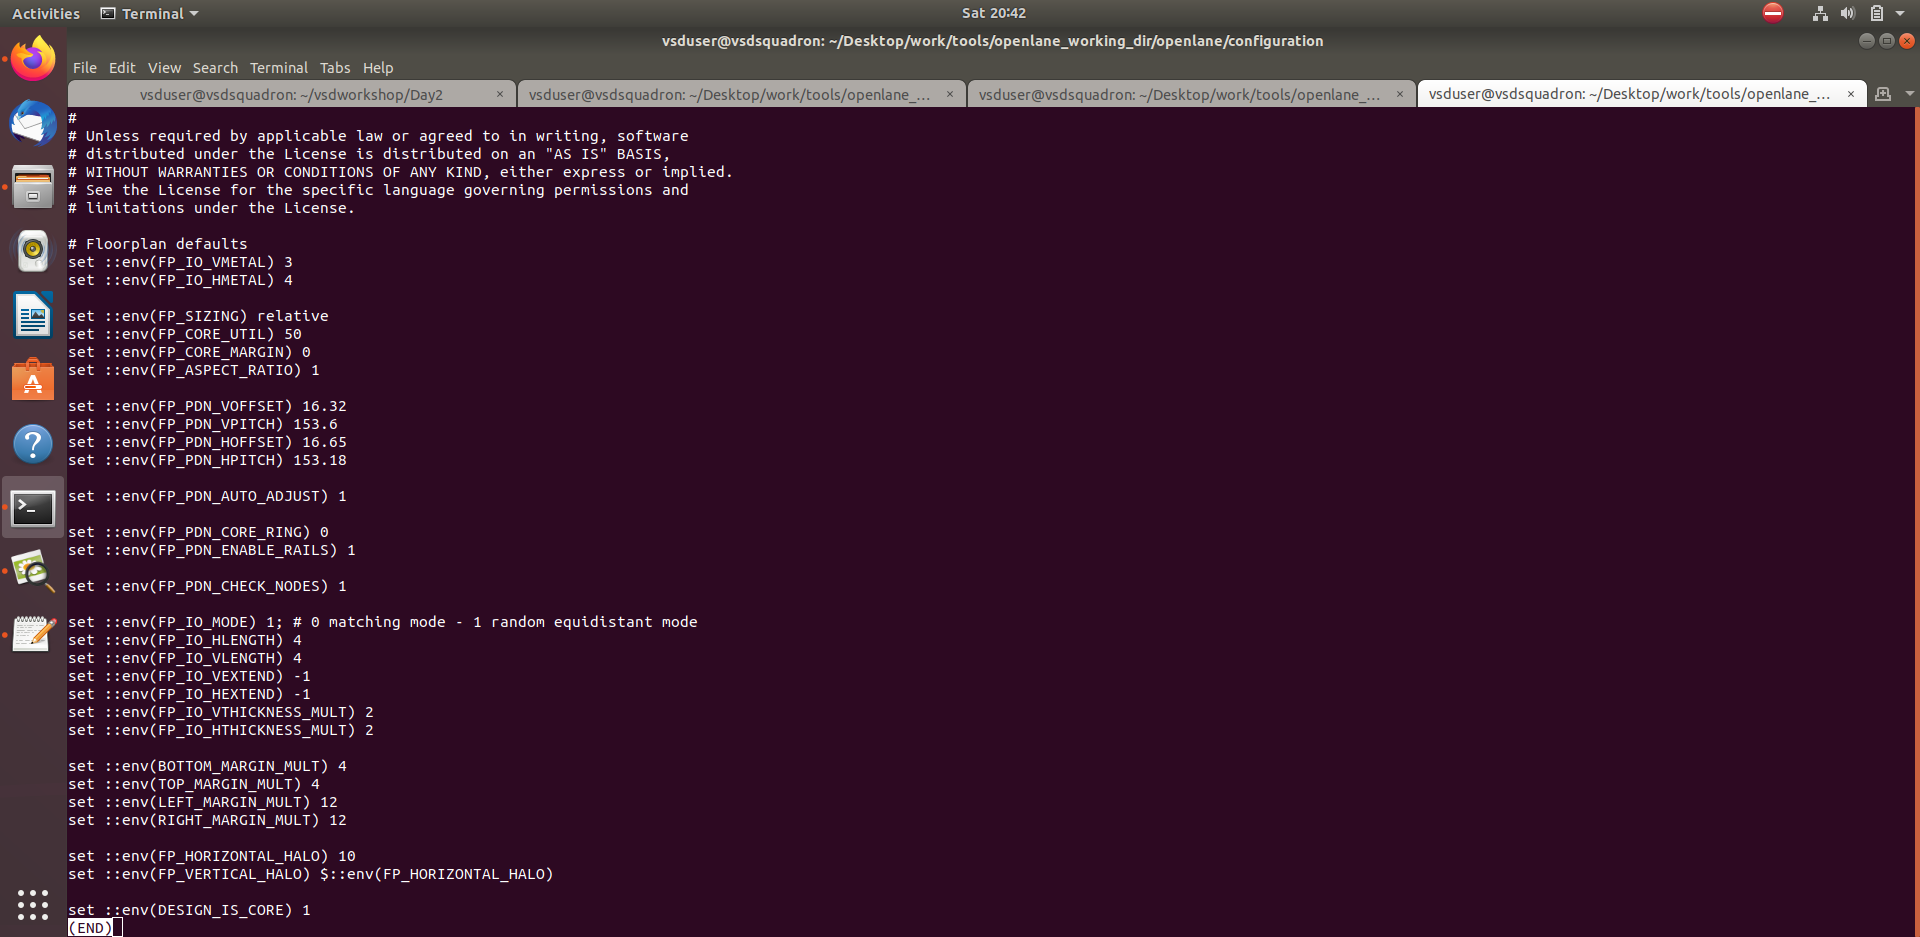 Activities
Terminal
Sat 20:42
vsduser@vsdsquadron: ~/Desktop/work/tools/openlane_working_dir/openlane/configuration
File Edit View Search Terminal Tabs Help
vsduser@vsdsquadron: ~/vsdworkshop/Day2 ×
vsduser@vsdsquadron: ~/Desktop/work/tools/openlane_... ×
vsduser@vsdsquadron: ~/Desktop/work/tools/openlane_... ×
vsduser@vsdsquadron: ~/Desktop/work/tools/openlane_... ×
#
# Unless required by applicable law or agreed to in writing, software
# distributed under the License is distributed on an "AS IS" BASIS,
# WITHOUT WARRANTIES OR CONDITIONS OF ANY KIND, either express or implied.
# See the License for the specific language governing permissions and
# limitations under the License.
# Floorplan defaults
set ::env(FP_IO_VMETAL) 3
set ::env(FP_IO_HMETAL) 4
set ::env(FP_SIZING) relative
set ::env(FP_CORE_UTIL) 50
set ::env(FP_CORE_MARGIN) 0
set ::env(FP_ASPECT_RATIO) 1
set ::env(FP_PDN_VOFFSET) 16.32
set ::env(FP_PDN_VPITCH) 153.6
set ::env(FP_PDN_HOFFSET) 16.65
set ::env(FP_PDN_HPITCH) 153.18
set ::env(FP_PDN_AUTO_ADJUST) 1
set ::env(FP_PDN_CORE_RING) 0
set ::env(FP_PDN_ENABLE_RAILS) 1
set ::env(FP_PDN_CHECK_NODES) 1
set ::env(FP_IO_MODE) 1; # 0 matching mode - 1 random equidistant mode
set ::env(FP_IO_HLENGTH) 4
set ::env(FP_IO_VLENGTH) 4
set ::env(FP_IO_VEXTEND) -1
set ::env(FP_IO_HEXTEND) -1
set ::env(FP_IO_VTHICKNESS_MULT) 2
set ::env(FP_IO_HTHICKNESS_MULT) 2
set ::env(BOTTOM_MARGIN_MULT) 4
set ::env(TOP_MARGIN_MULT) 4
set ::env(LEFT_MARGIN_MULT) 12
set ::env(RIGHT_MARGIN_MULT) 12
set ::env(FP_HORIZONTAL_HALO) 10
set ::env(FP_VERTICAL_HALO) $::env(FP_HORIZONTAL_HALO)
set ::env(DESIGN_IS_CORE) 1
(END)